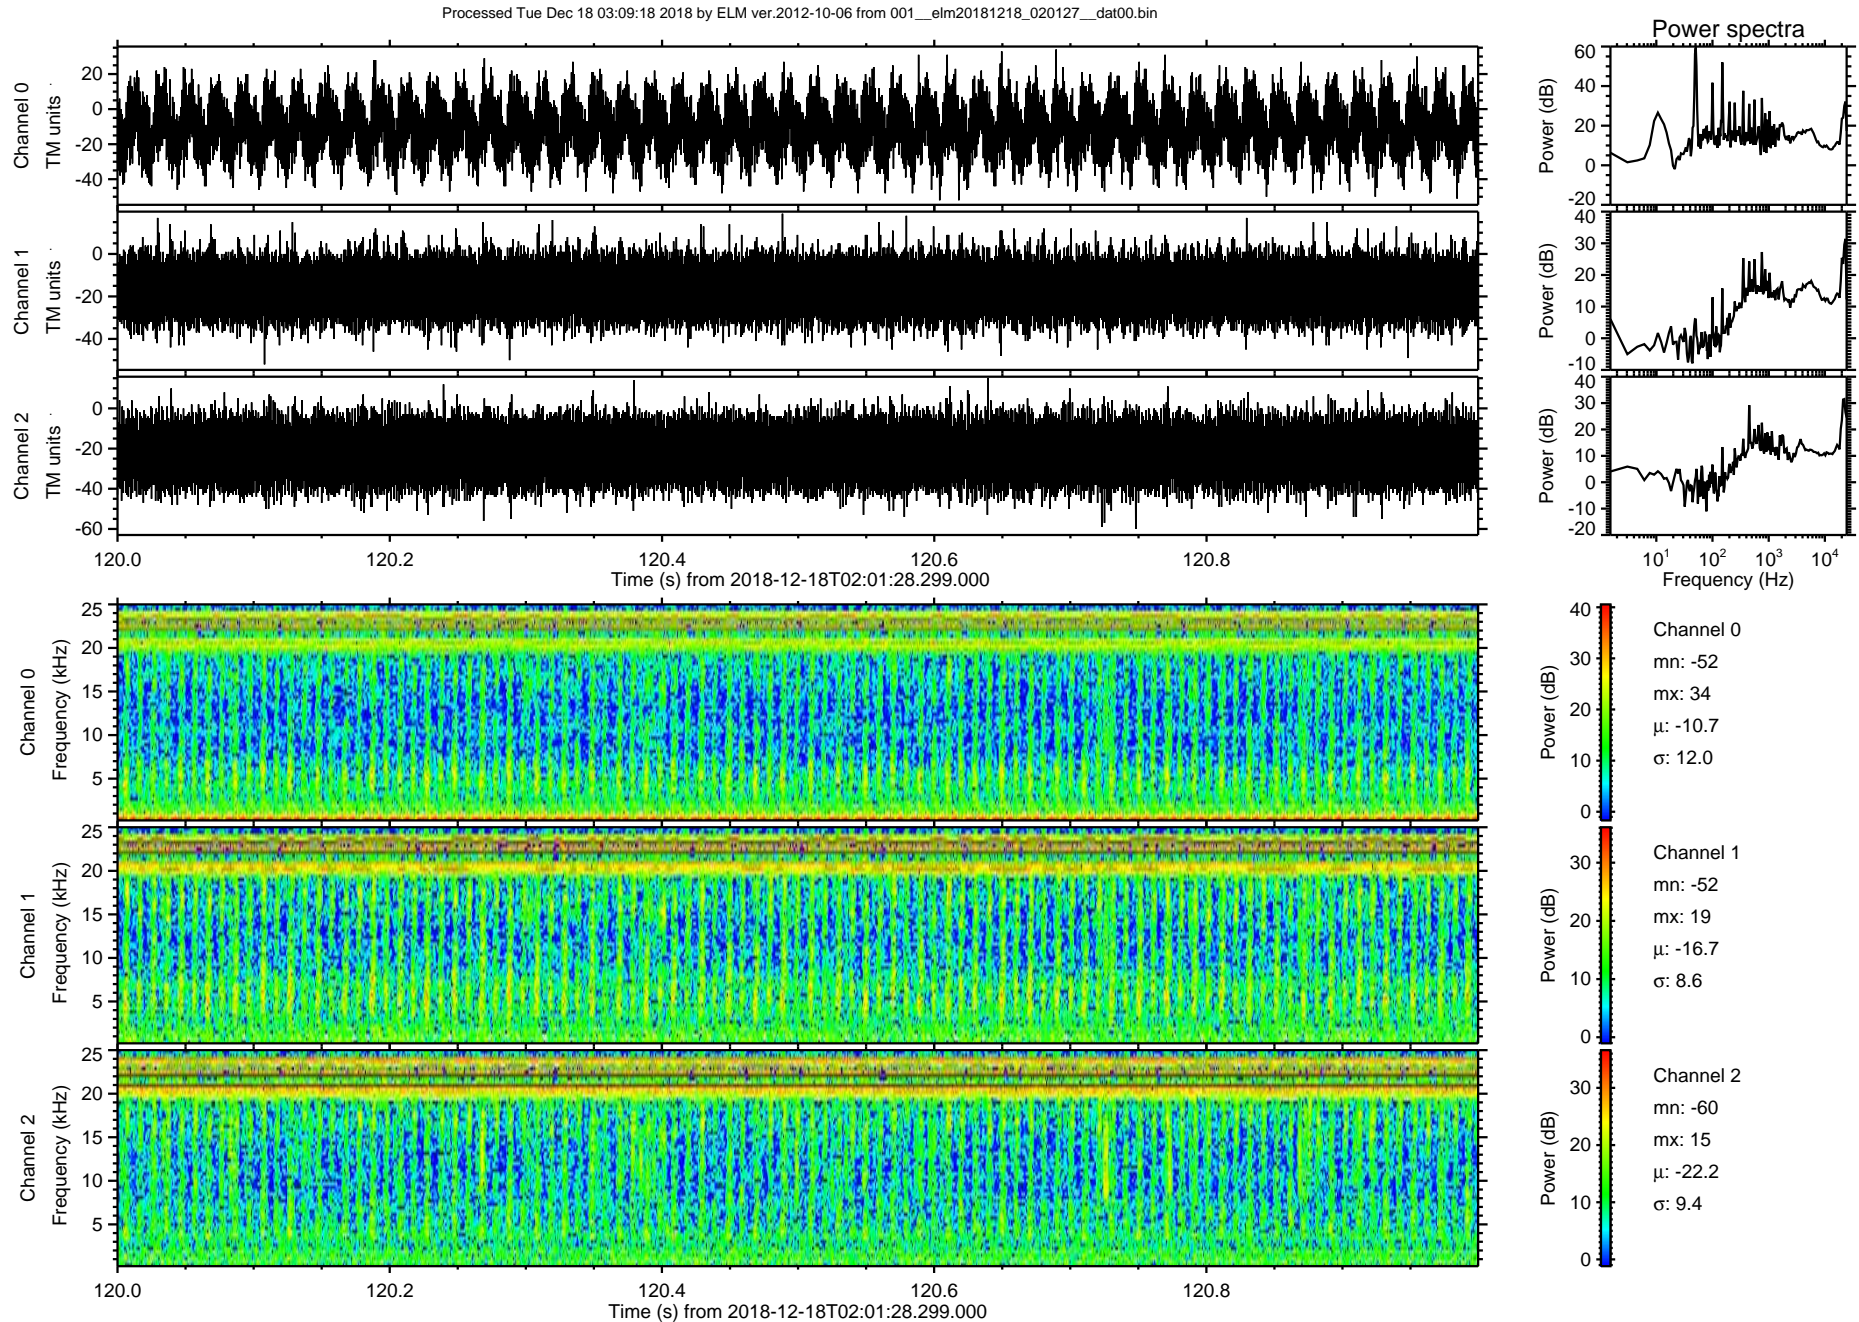 Processed Tue Dec 18 03:09:18 2018 by ELM ver.2012-10-06 from 001__elm20181218_020127__dat00.bin
Power spectra
Channel 0
TM units
20
0
-20
-40
Power (dB)
60
40
20
0
-20
Channel 1
TM units
0
-20
-40
Power (dB)
40
30
20
10
0
-10
Channel 2
TM units
0
-20
-40
-60
Power (dB)
40
30
20
10
0
-10
-20
120.0 120.2 120.4 120.6 120.8
Time (s) from 2018-12-18T02:01:28.299.000
10¹ 10² 10³ 10⁴
Frequency (Hz)
Channel 0
Frequency (kHz)
25
20
15
10
5
Power (dB)
40
30
20
10
0
Channel 0
mn: -52
mx: 34
µ: -10.7
σ: 12.0
Channel 1
Frequency (kHz)
25
20
15
10
5
Power (dB)
30
20
10
0
Channel 1
mn: -52
mx: 19
µ: -16.7
σ: 8.6
Channel 2
Frequency (kHz)
25
20
15
10
5
Power (dB)
30
20
10
0
Channel 2
mn: -60
mx: 15
µ: -22.2
σ: 9.4
120.0 120.2 120.4 120.6 120.8
Time (s) from 2018-12-18T02:01:28.299.000